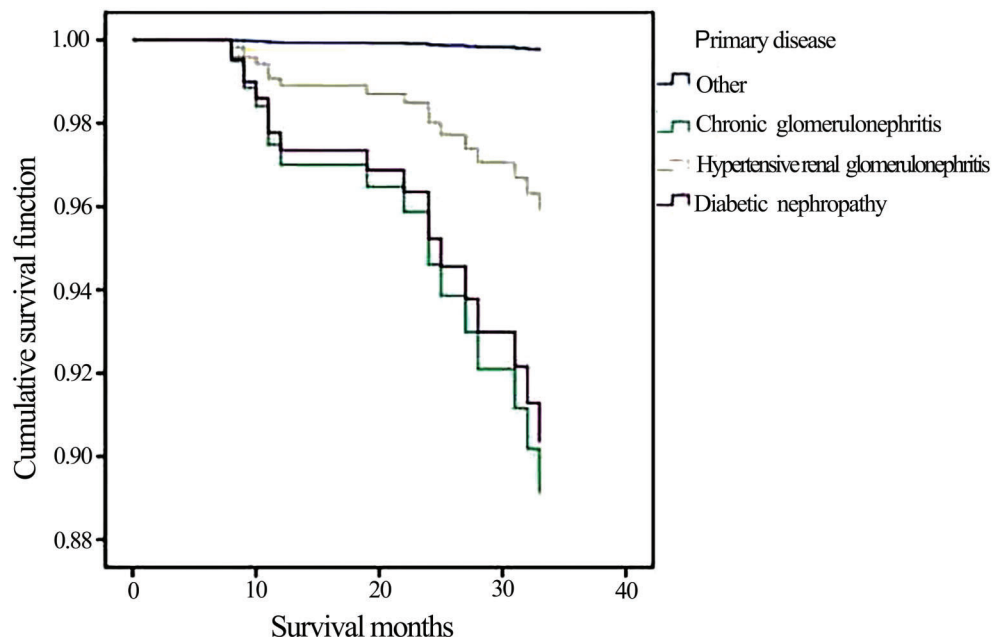 1.00
0.98
0.96
0.94
0.92
0.90
0.88
Cumulative survival function
0
10
20
30
40
Survival months
Primary disease
Other
Chronic glomerulonephritis
Hypertensive renal glomerulonephritis
Diabetic nephropathy